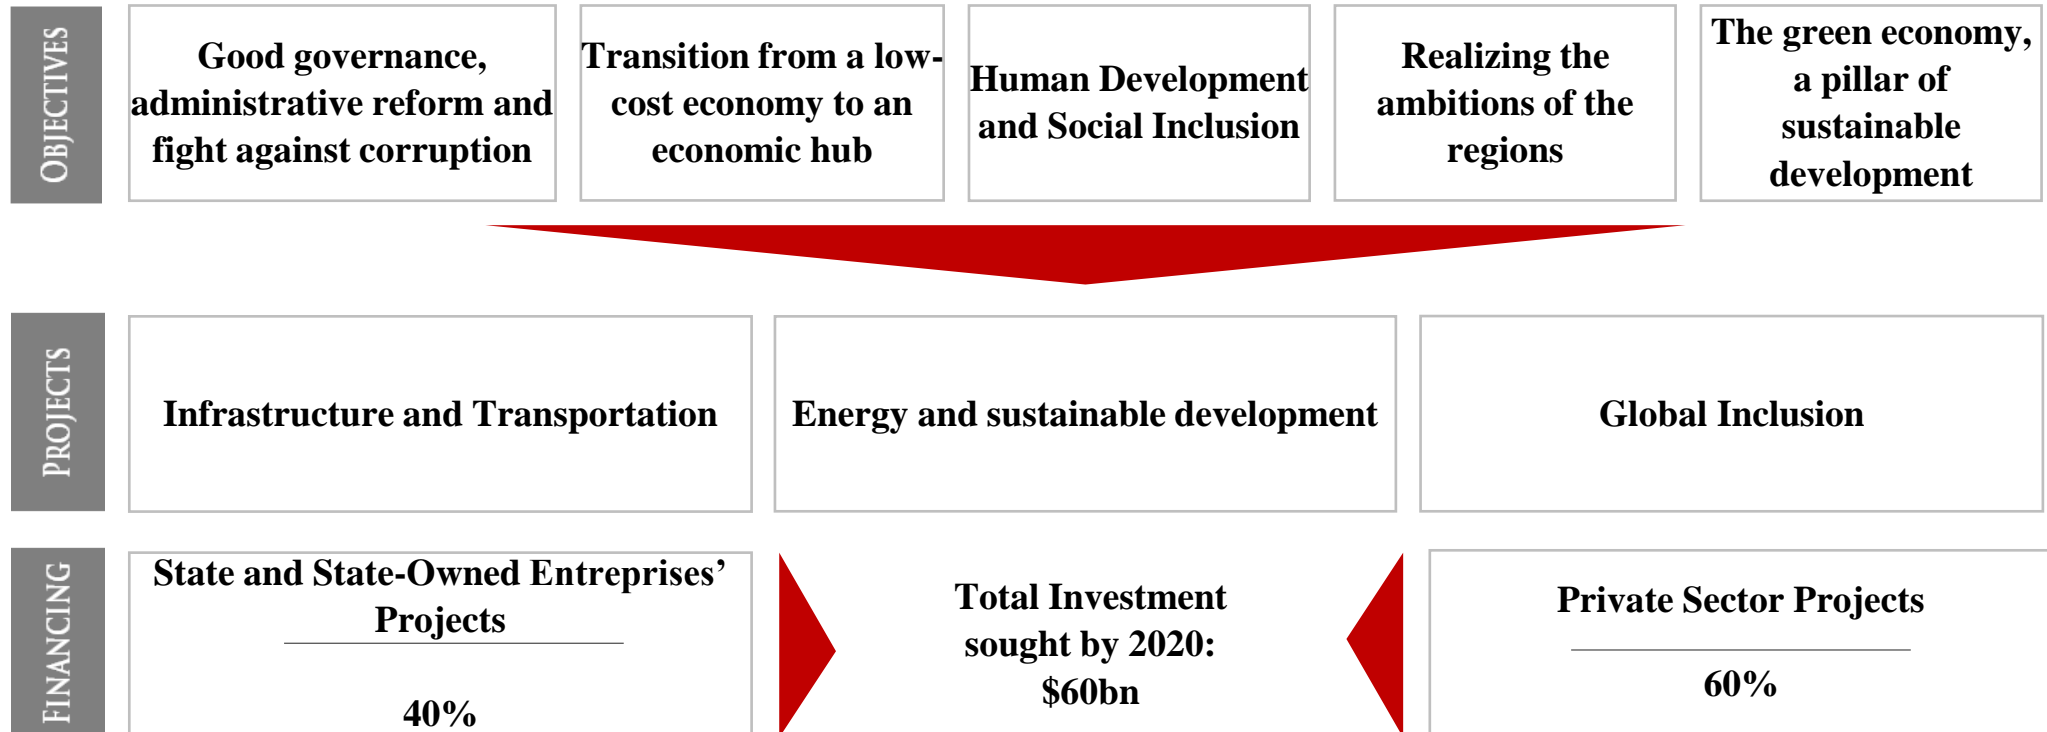 OBJECTIVES
Good governance,
administrative reform and
fight against corruption
Transition from a low-
cost economy to an
economic hub
Human Development
and Social Inclusion
Realizing the
ambitions of the
regions
The green economy,
a pillar of
sustainable
development
PROJECTS
Infrastructure and Transportation
Energy and sustainable development
Global Inclusion
FINANCING
State and State-Owned Entreprises’
Projects
40%
Total Investment
sought by 2020:
$60bn
Private Sector Projects
60%